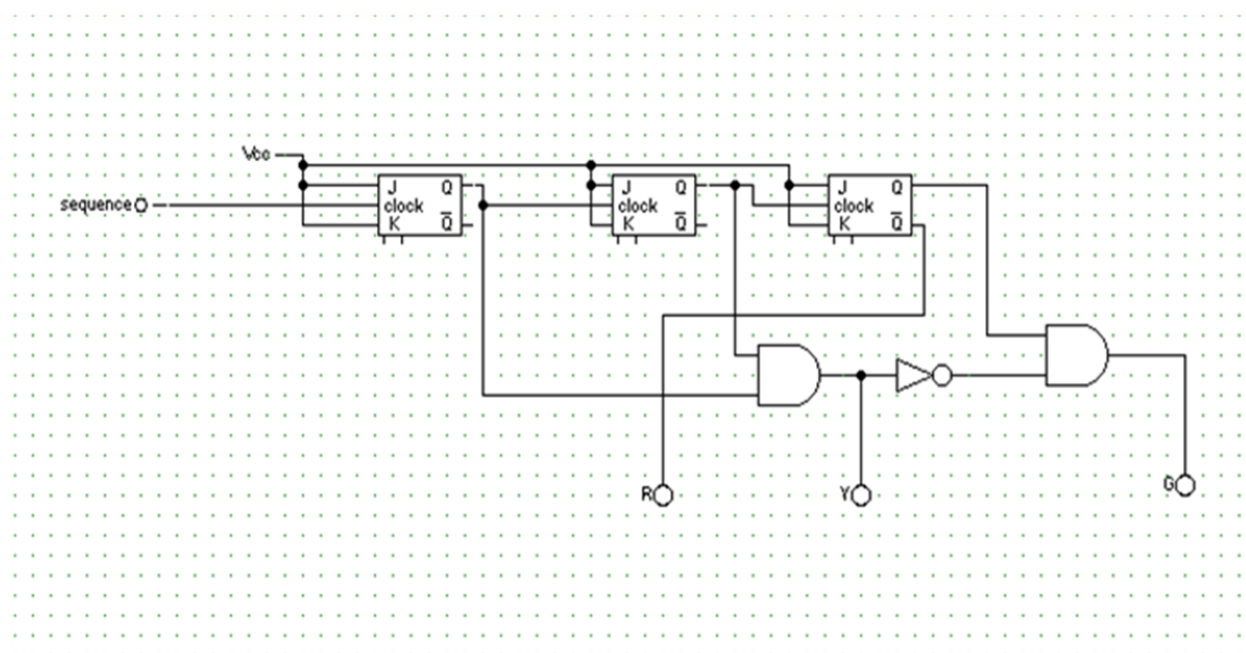 Vcc
sequence
J Q J Q J Q
clock clock clock
K Q̅ K Q̅ K Q̅
R Y G